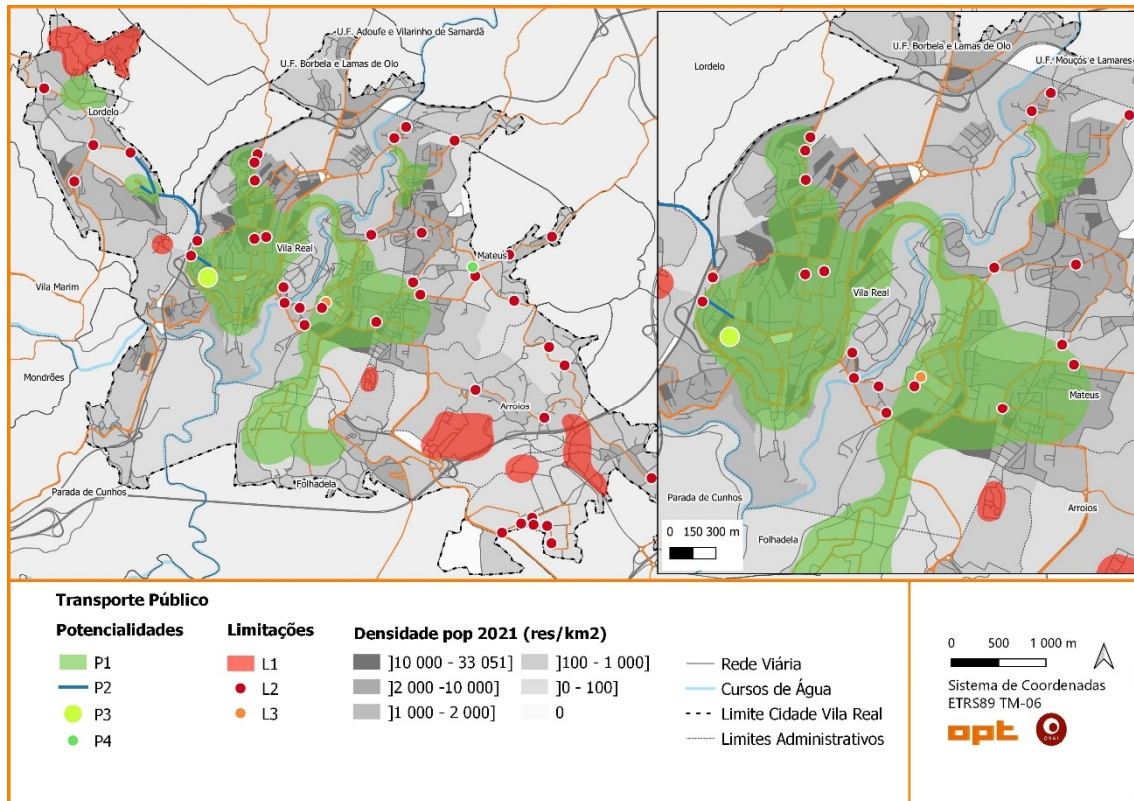 U.F. Adoufe e Vilarinho de Samardã
U.F. Borbela e Lamas de Olo
Lordelo
Vila Real
Mateus
Vila Marim
Mondrões
Arroios
Parada de Cunhos
Folhadela
U.F. Borbela e Lamas de Olo
Lordelo
U.F. Mouçós e Lamares
Vila Real
Mateus
Parada de Cunhos
Arroios
Folhadela
0 150 300 m
Transporte Público
Potencialidades
P1
P2
P3
P4
Limitações
L1
L2
L3
Densidade pop 2021 (res/km2)
]10 000 - 33 051]
]2 000 -10 000]
]1 000 - 2 000]
]100 - 1 000]
]0 - 100]
0
Rede Viária
Cursos de Água
Limite Cidade Vila Real
Limites Administrativos
0 500 1 000 m
Sistema de Coordenadas
ETRS89 TM-06
opt